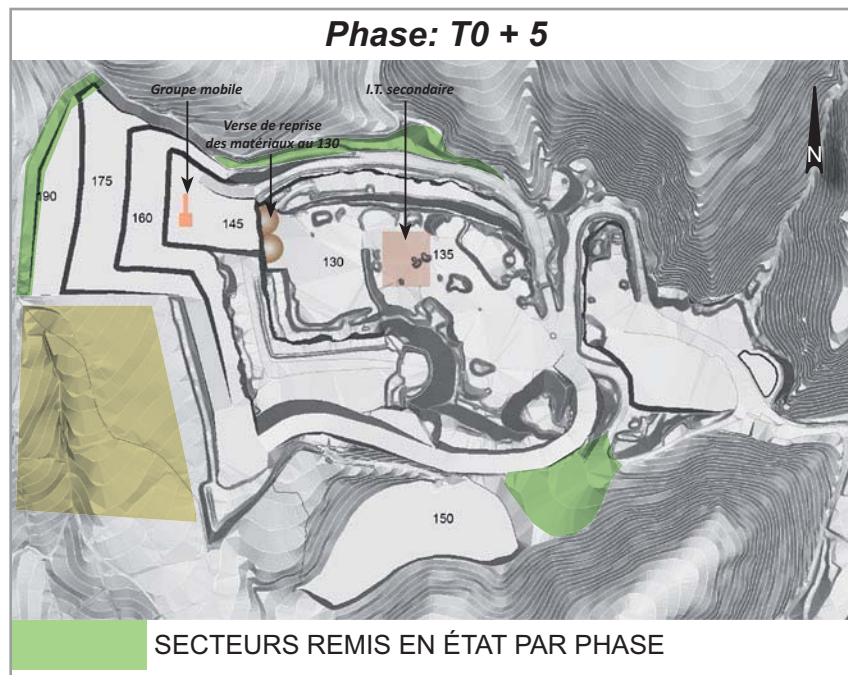 Phase: T0 + 5
Groupe mobile
I.T. secondaire
Verse de reprise
des matériaux au 130
N
190
175
160
145
130
135
150
SECTEURS REMIS EN ÉTAT PAR PHASE